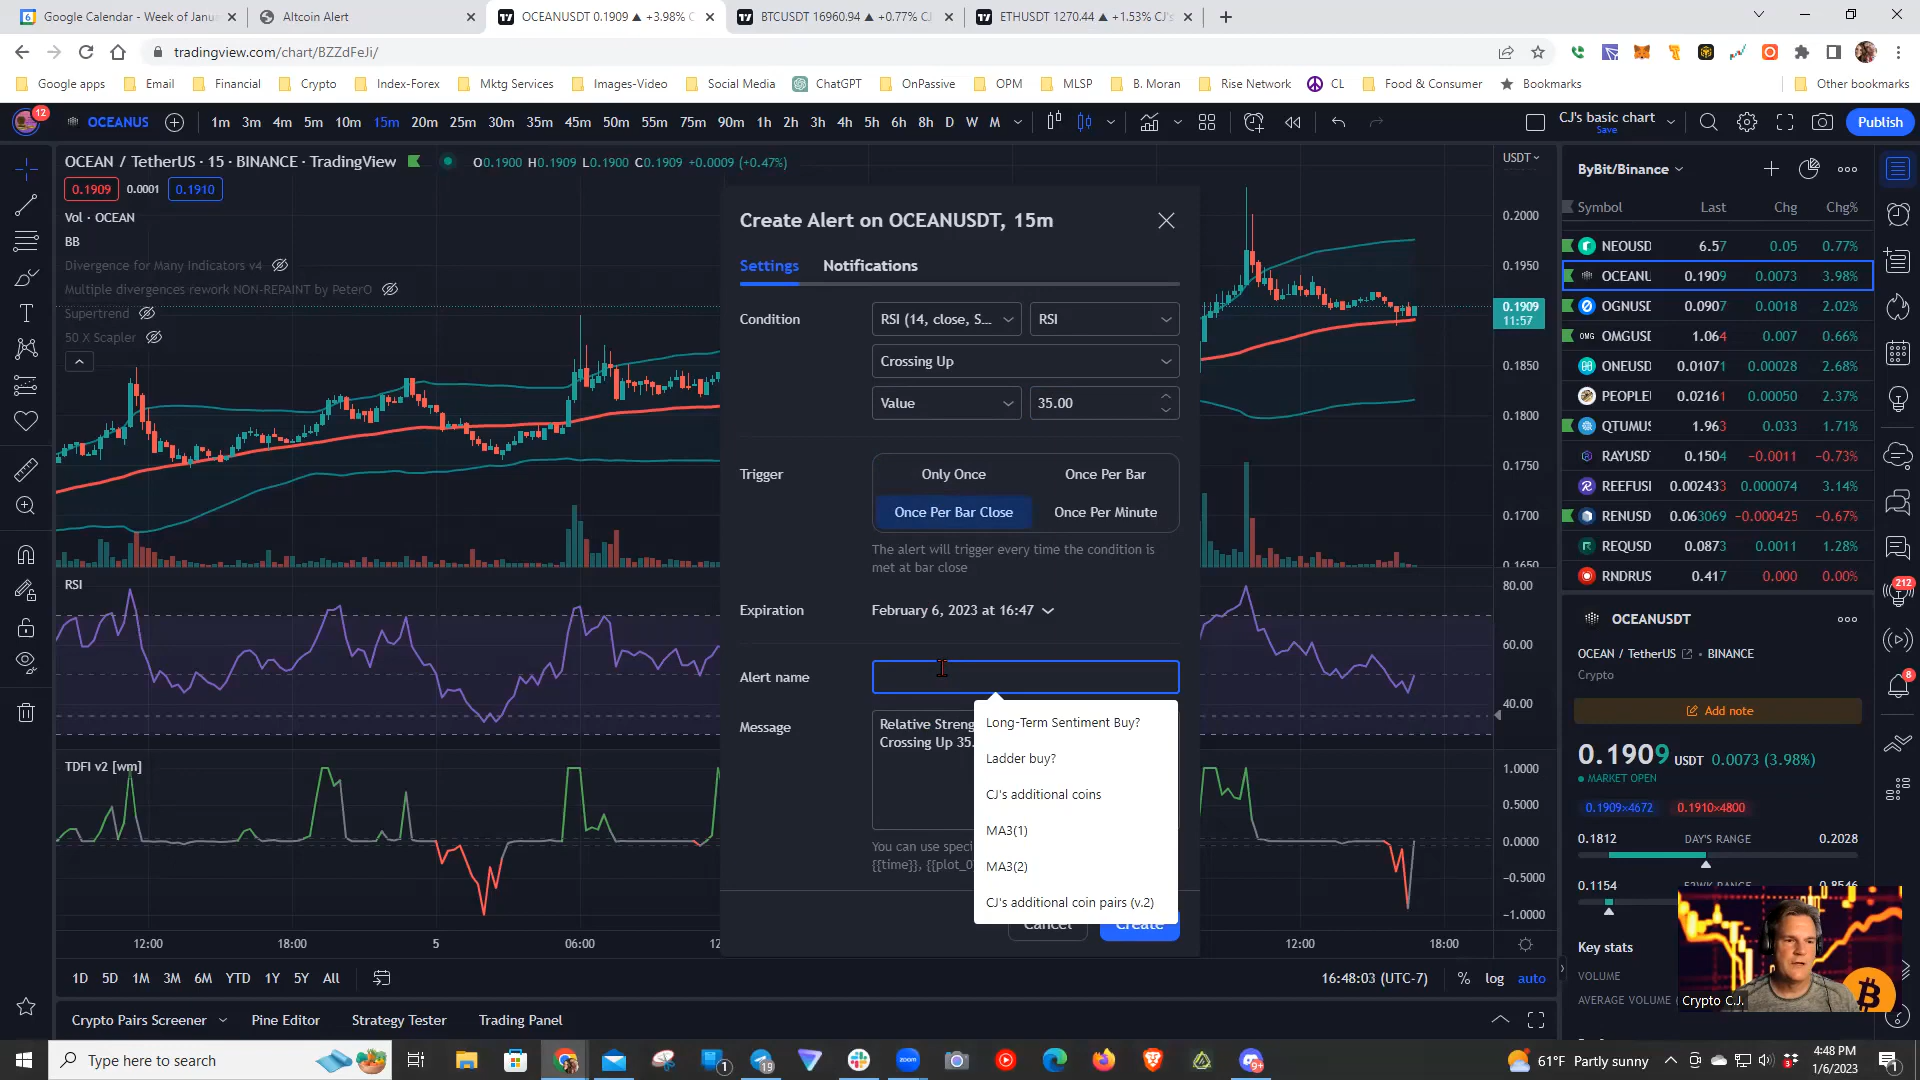 Google Calendar - Week of Janu
Altcoin Alert
OCEANUSDT 0.1909 ▲ +3.98% C
BTCUSDT 16960.94 ▲ +0.77% CJ
ETHUSDT 1270.44 ▲ +1.53% CJ's
tradingview.com/chart/BZZdFeJi/
Google apps Email Financial Crypto Index-Forex Mktg Services Images-Video Social Media ChatGPT OnPassive OPM MLSP B. Moran Rise Network CL Food & Consumer Bookmarks Other bookmarks
12
OCEANUS 1m 3m 4m 5m 10m 15m 20m 25m 30m 35m 45m 50m 55m 75m 90m 1h 2h 3h 4h 5h 6h 8h D W M
CJ's basic chart
Save
Publish
OCEAN / TetherUS · 15 · BINANCE · TradingView
O0.1900 H0.1909 L0.1900 C0.1909 +0.0009 (+0.47%)
0.1909 0.0001 0.1910
Vol · OCEAN
BB
Divergence for Many Indicators v4
Multiple divergences rework NON-REPAINT by PeterO
Supertrend
50 X Scapler
RSI
TDFI v2 [wm]
Create Alert on OCEANUSDT, 15m
Settings Notifications
Condition
RSI (14, close, S... RSI
Crossing Up
Value 35.00
Trigger
Only Once Once Per Bar
Once Per Bar Close Once Per Minute
The alert will trigger every time the condition is
met at bar close
Expiration
February 6, 2023 at 16:47
Alert name
Message
Relative Streng
Crossing Up 35.
You can use speci
{{time}}, {{plot_0
Long-Term Sentiment Buy?
Ladder buy?
CJ's additional coins
MA3(1)
MA3(2)
CJ's additional coin pairs (v.2)
Cancel Create
USDT
0.2000
0.1950
0.1909
11:57
0.1850
0.1800
0.1750
0.1700
0.1650
80.00
60.00
40.00
1.0000
0.5000
0.0000
−0.5000
−1.0000
12:00 18:00 5 06:00 12 12:00 18:00
1D 5D 1M 3M 6M YTD 1Y 5Y All
16:48:03 (UTC-7) % log auto
Crypto Pairs Screener Pine Editor Strategy Tester Trading Panel
ByBit/Binance
Symbol Last Chg Chg%
NEOUSD 6.57 0.05 0.77%
OCEANU 0.1909 0.0073 3.98%
OGNUSD 0.0907 0.0018 2.02%
OMG OMGUSD 1.064 0.007 0.66%
ONEUSD 0.01071 0.00028 2.68%
PEOPLE 0.02161 0.00050 2.37%
QTUMUS 1.963 0.033 1.71%
RAYUSD 0.1504 −0.0011 −0.73%
REEFUS 0.002433 0.000074 3.14%
RENUSD 0.063069 −0.000425 −0.67%
REQUSD 0.0873 0.0011 1.28%
RNDRUS 0.417 0.000 0.00%
212
8
OCEANUSDT
OCEAN / TetherUS • BINANCE
Crypto
Add note
0.1909 USDT 0.0073 (3.98%)
MARKET OPEN
0.1909×4672 0.1910×4800
0.1812 DAY'S RANGE 0.2028
0.1154 52WK RANGE 0.8546
Key stats
VOLUME
AVERAGE VOLUME
Crypto C.J.
Type here to search
1
19
zoom
9+
61°F Partly sunny
4:48 PM
1/6/2023
1